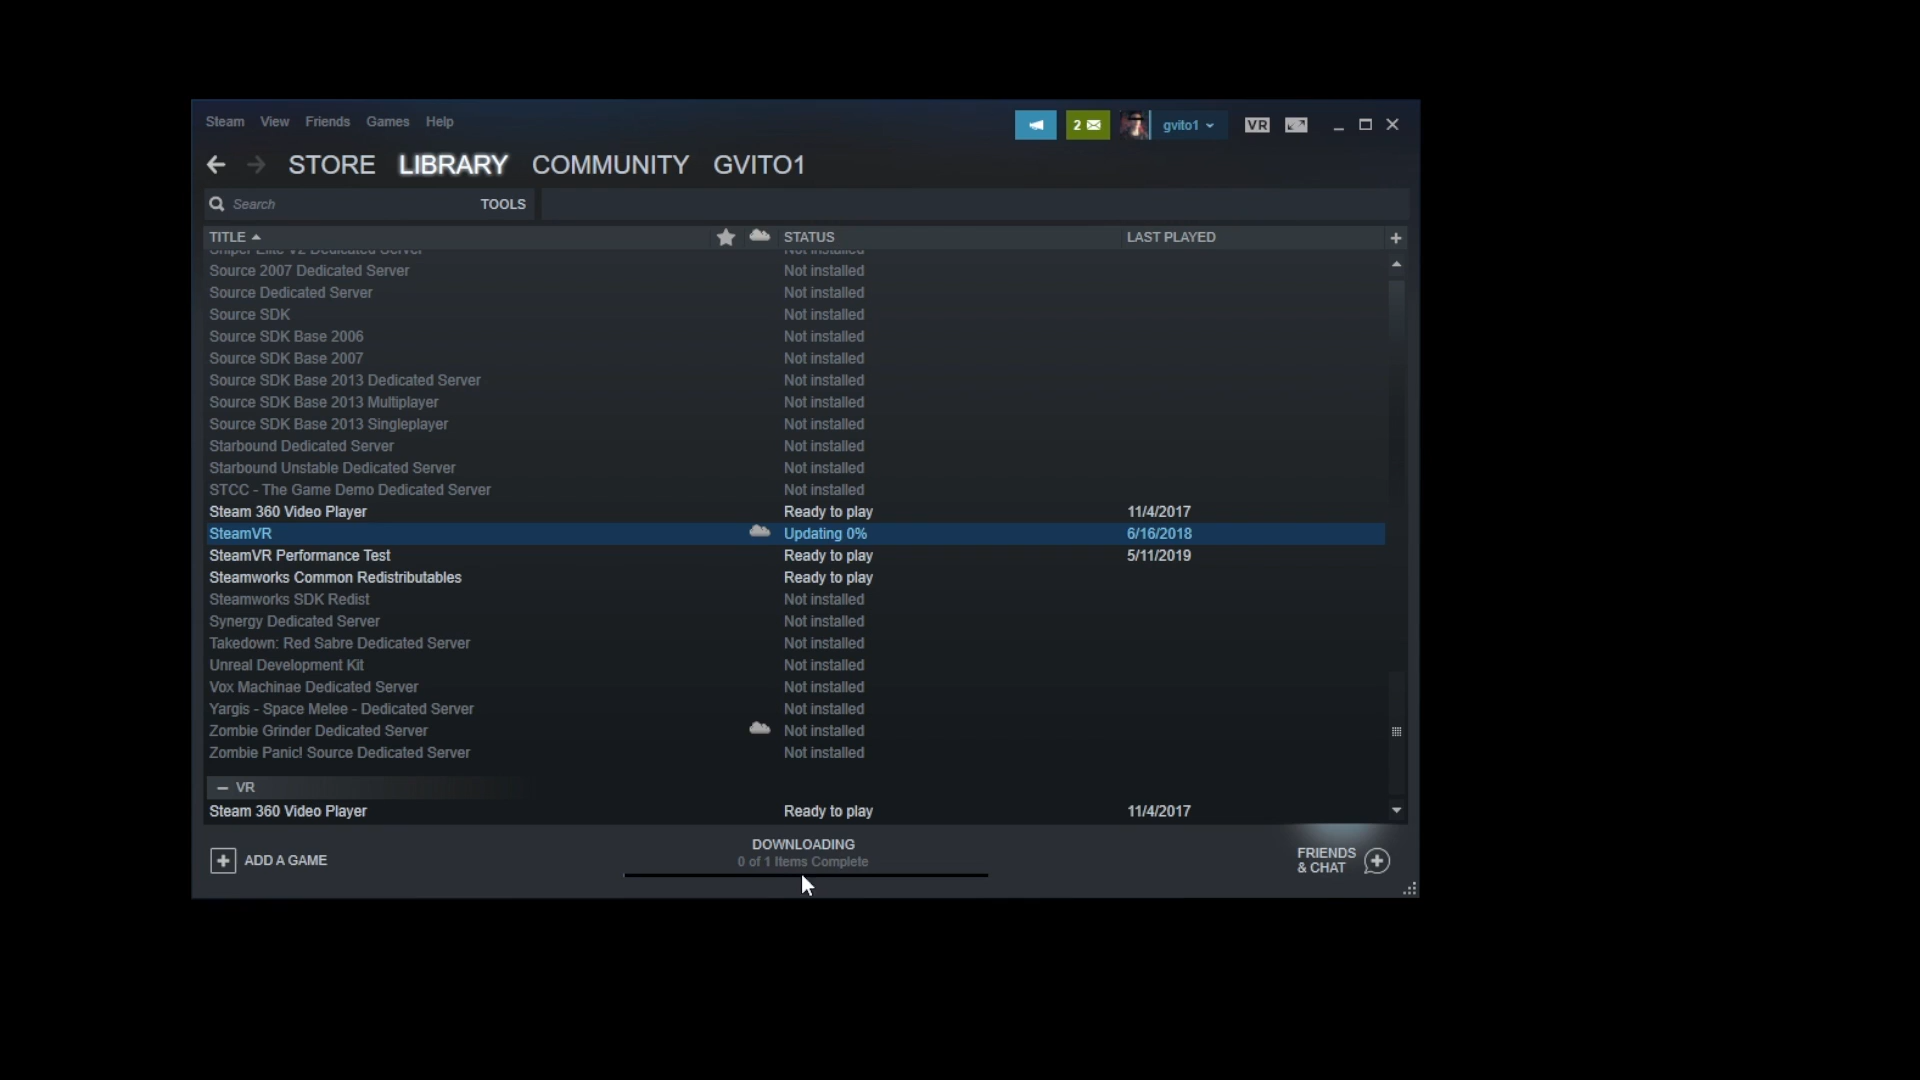 Steam View Friends Games Help
2 gvito1 VR
STORE LIBRARY COMMUNITY GVITO1
Search TOOLS
TITLE STATUS LAST PLAYED
Sniper Elite V2 Dedicated Server Not installed
Source 2007 Dedicated Server Not installed
Source Dedicated Server Not installed
Source SDK Not installed
Source SDK Base 2006 Not installed
Source SDK Base 2007 Not installed
Source SDK Base 2013 Dedicated Server Not installed
Source SDK Base 2013 Multiplayer Not installed
Source SDK Base 2013 Singleplayer Not installed
Starbound Dedicated Server Not installed
Starbound Unstable Dedicated Server Not installed
STCC - The Game Demo Dedicated Server Not installed
Steam 360 Video Player Ready to play 11/4/2017
SteamVR Updating 0% 6/16/2018
SteamVR Performance Test Ready to play 5/11/2019
Steamworks Common Redistributables Ready to play
Steamworks SDK Redist Not installed
Synergy Dedicated Server Not installed
Takedown: Red Sabre Dedicated Server Not installed
Unreal Development Kit Not installed
Vox Machinae Dedicated Server Not installed
Yargis - Space Melee - Dedicated Server Not installed
Zombie Grinder Dedicated Server Not installed
Zombie Panic! Source Dedicated Server Not installed
– VR
Steam 360 Video Player Ready to play 11/4/2017
ADD A GAME
DOWNLOADING
0 of 1 Items Complete
FRIENDS
& CHAT